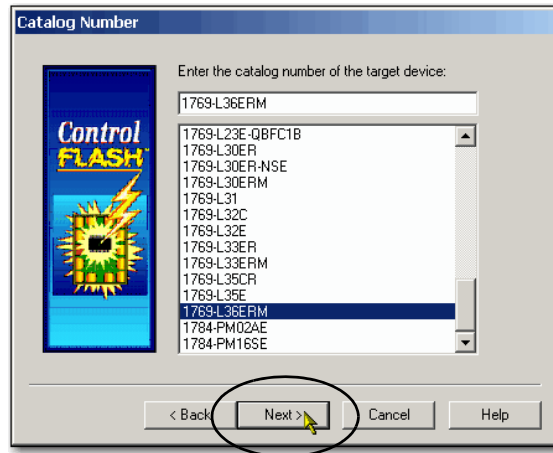 Catalog Number
Enter the catalog number of the target device:
1769-L36ERM
Control
FLASH™
1769-L23E-QBFC1B
1769-L30ER
1769-L30ER-NSE
1769-L30ERM
1769-L31
1769-L32C
1769-L32E
1769-L33ER
1769-L33ERM
1769-L35CR
1769-L35E
1769-L36ERM
1784-PM02AE
1784-PM16SE
< Back
Next >
Cancel
Help